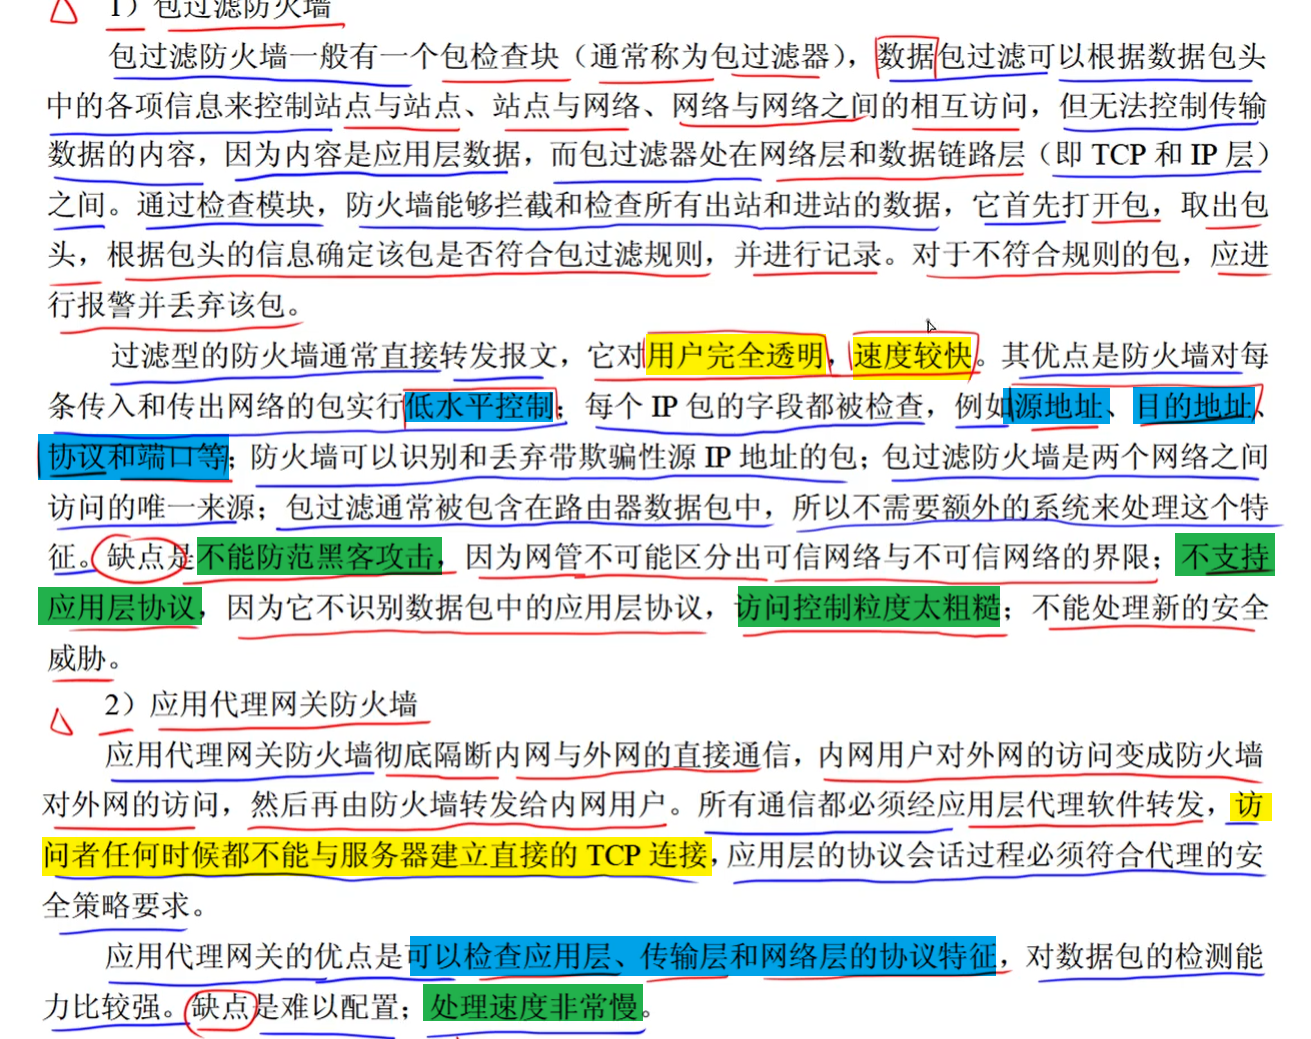 1）包过滤防火墙
包过滤防火墙一般有一个包检查块（通常称为包过滤器），数据包过滤可以根据数据包头
中的各项信息来控制站点与站点、站点与网络、网络与网络之间的相互访问，但无法控制传输
数据的内容，因为内容是应用层数据，而包过滤器处在网络层和数据链路层（即 TCP 和 IP 层）
之间。通过检查模块，防火墙能够拦截和检查所有出站和进站的数据，它首先打开包，取出包
头，根据包头的信息确定该包是否符合包过滤规则，并进行记录。对于不符合规则的包，应进
行报警并丢弃该包。
过滤型的防火墙通常直接转发报文，它对用户完全透明，速度较快。其优点是防火墙对每
条传入和传出网络的包实行低水平控制；每个 IP 包的字段都被检查，例如源地址、目的地址、
协议和端口等；防火墙可以识别和丢弃带欺骗性源 IP 地址的包；包过滤防火墙是两个网络之间
访问的唯一来源；包过滤通常被包含在路由器数据包中，所以不需要额外的系统来处理这个特
征。缺点是不能防范黑客攻击，因为网管不可能区分出可信网络与不可信网络的界限；不支持
应用层协议，因为它不识别数据包中的应用层协议，访问控制粒度太粗糙；不能处理新的安全
威胁。
2）应用代理网关防火墙
应用代理网关防火墙彻底隔断内网与外网的直接通信，内网用户对外网的访问变成防火墙
对外网的访问，然后再由防火墙转发给内网用户。所有通信都必须经应用层代理软件转发，访
问者任何时候都不能与服务器建立直接的 TCP 连接，应用层的协议会话过程必须符合代理的安
全策略要求。
应用代理网关的优点是可以检查应用层、传输层和网络层的协议特征，对数据包的检测能
力比较强。缺点是难以配置；处理速度非常慢。